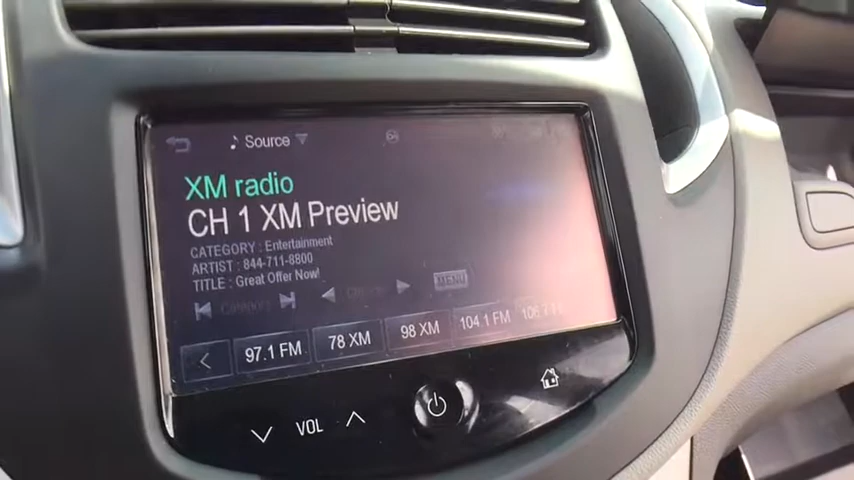 Source
XM radio
CH 1 XM Preview
CATEGORY : Entertainment
ARTIST : 844-711-8800
TITLE : Great Offer Now!
Category
MENU
97.1 FM 78 XM 98 XM 104.1 FM
VOL